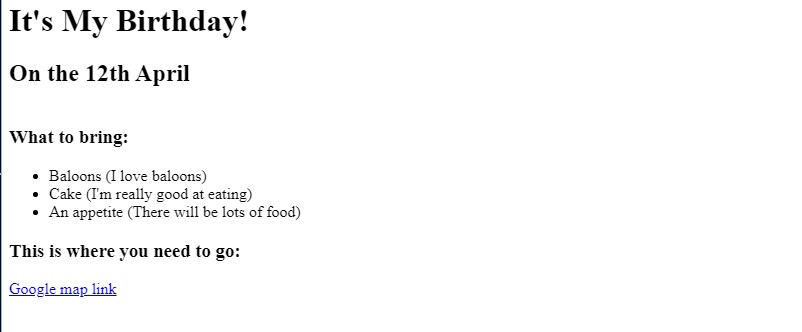 It's My Birthday!
On the 12th April
What to bring:
Baloons (I love baloons)
Cake (I'm really good at eating)
An appetite (There will be lots of food)
This is where you need to go:
Google map link